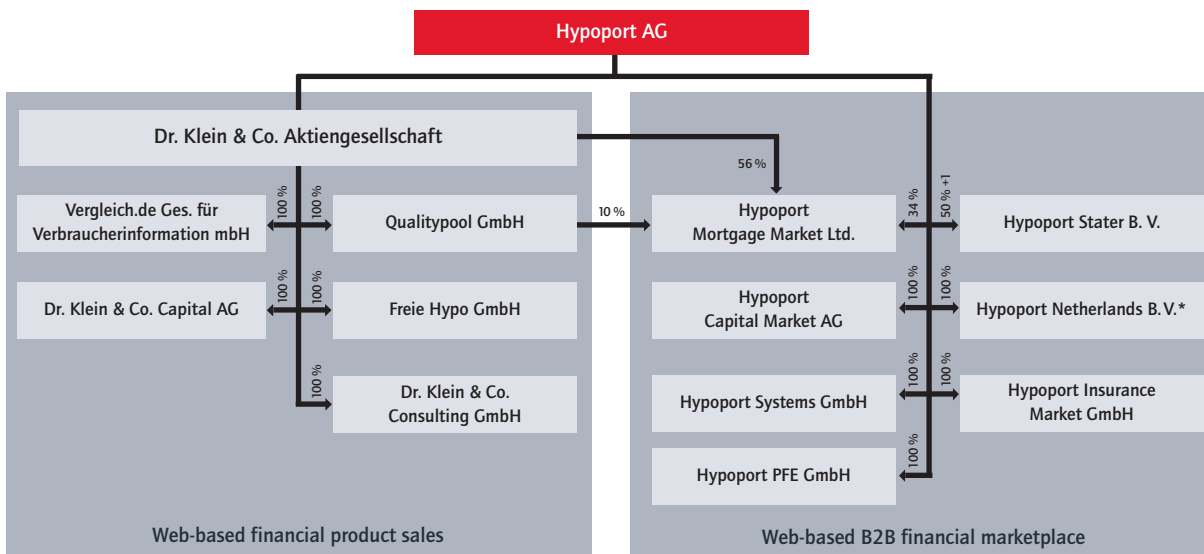 Hypoport AG
Dr. Klein & Co. Aktiengesellschaft
56 %
100 %
100 %
34 %
50 % +1
Vergleich.de Ges. für
Verbraucherinformation mbH
Qualitypool GmbH
10 %
Hypoport
Mortgage Market Ltd.
Hypoport Stater B. V.
100 %
100 %
100 %
100 %
Dr. Klein & Co. Capital AG
Freie Hypo GmbH
Hypoport
Capital Market AG
Hypoport Netherlands B. V.*
100 %
100 %
100 %
Dr. Klein & Co.
Consulting GmbH
Hypoport Systems GmbH
Hypoport Insurance
Market GmbH
100 %
Hypoport PFE GmbH
Web-based financial product sales
Web-based B2B financial marketplace